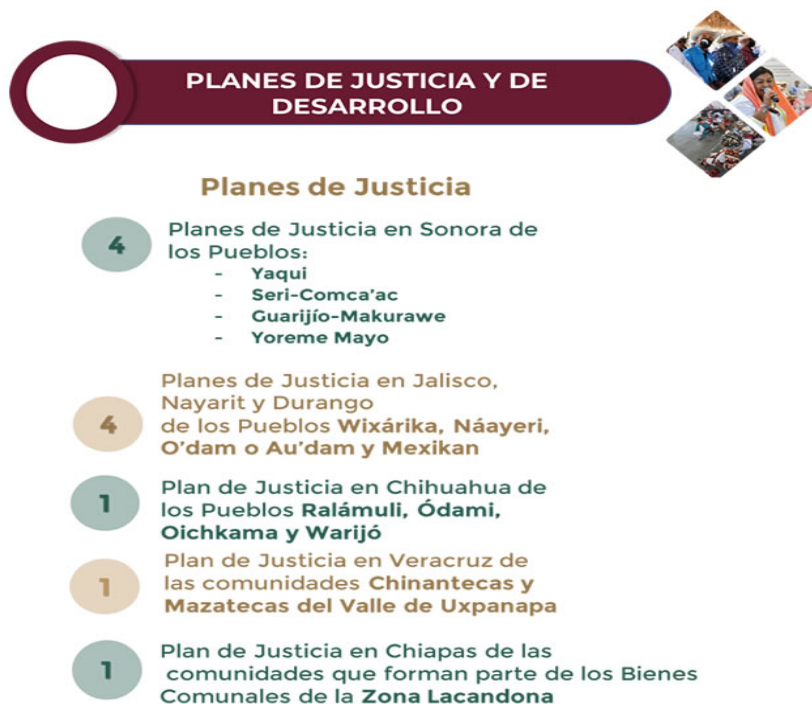 PLANES DE JUSTICIA Y DE
DESARROLLO
Planes de Justicia
4
Planes de Justicia en Sonora de
los Pueblos:
- Yaqui
- Seri-Comca’ac
- Guarijío-Makurawe
- Yoreme Mayo
4
Planes de Justicia en Jalisco,
Nayarit y Durango
de los Pueblos Wixárika, Náayeri,
O’dam o Au’dam y Mexikan
1
Plan de Justicia en Chihuahua de
los Pueblos Ralámuli, Ódami,
Oichkama y Warijó
1
Plan de Justicia en Veracruz de
las comunidades Chinantecas y
Mazatecas del Valle de Uxpanapa
1
Plan de Justicia en Chiapas de las
comunidades que forman parte de los Bienes
Comunales de la Zona Lacandona